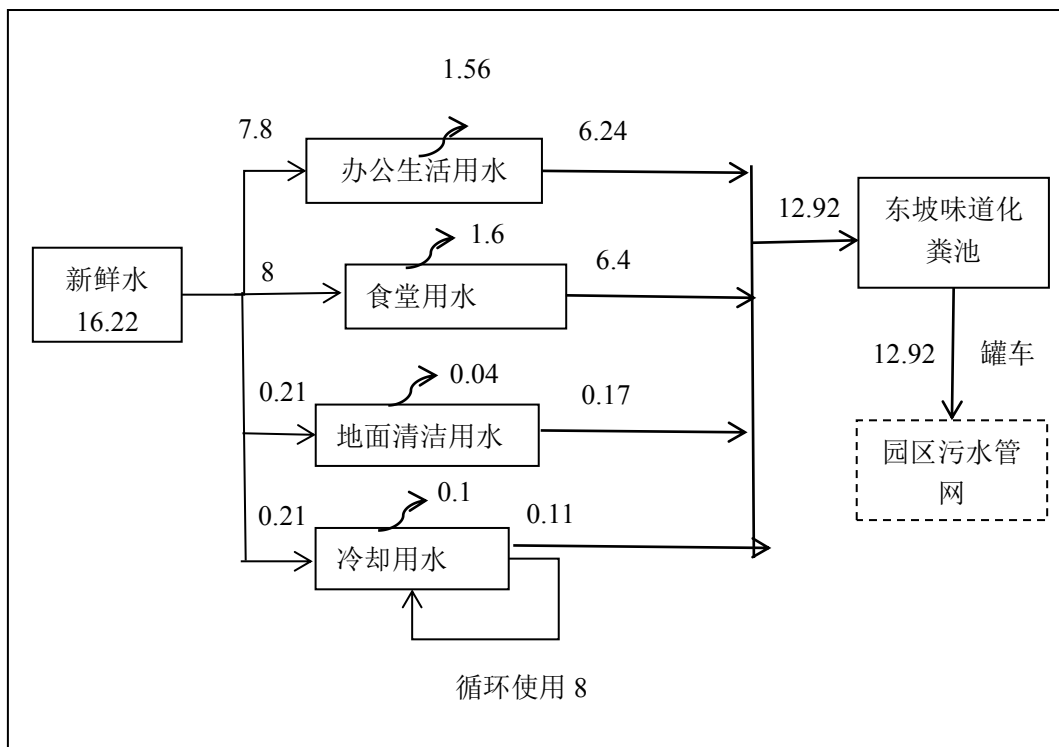 1.56
7.8
6.24
办公生活用水
12.92
东坡味道化
粪池
1.6
8
6.4
新鲜水
16.22
食堂用水
12.92
罐车
0.04
0.21
0.17
地面清洁用水
园区污水管
网
0.1
0.21
0.11
冷却用水
循环使用 8